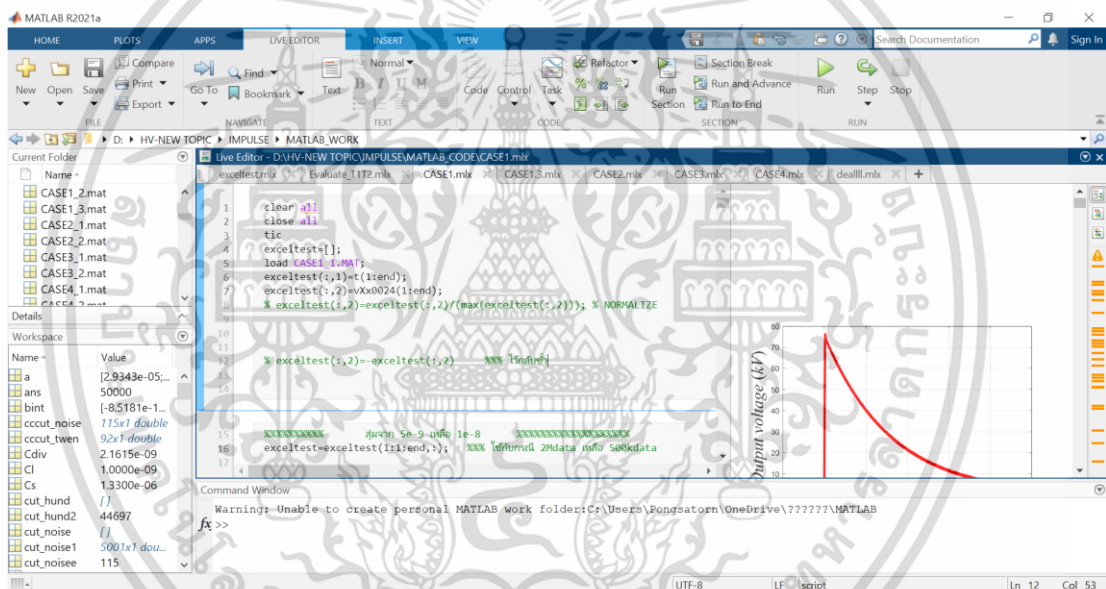 MATLAB R2021a
HOME PLOTS APPS LIVE EDITOR INSERT VIEW Search Documentation Sign In
New Open Save Compare Print Export FILE
Go To Find Bookmark NAVIGATE
Text Normal B I U M TEXT
Code Control Task Refactor CODE
Run Section Section Break Run and Advance Run to End SECTION
Run Step Stop RUN
D: HV-NEW TOPIC IMPULSE MATLAB_WORK
Current Folder
Name
CASE1_2.mat
CASE1_3.mat
CASE2_1.mat
CASE2_2.mat
CASE3_1.mat
CASE3_2.mat
CASE4_1.mat
CASE4_2.mat
Details
Workspace
Name Value
a [2.9343e-05;...
ans 50000
bint [-8.5181e-1...
cccut_noise 115x1 double
cccut_twen 92x1 double
Cdiv 2.1615e-09
Cl 1.0000e-09
Cs 1.3300e-06
cut_hund []
cut_hund2 44697
cut_noise []
cut_noise1 5001x1 dou...
cut_noisee 115
Live Editor - D:\HV-NEW TOPIC\IMPULSE\MATLAB_CODE\CASE1.mlx
exceltest.mlx Evaluate_T1T2.mlx CASE1.mlx CASE1_3.mlx CASE2.mlx CASE3.mlx CASE4.mlx deallll.mlx +
1 clear all
2 close all
3 tic
4 exceltest=[];
5 load CASE1_1.MAT;
6 exceltest(:,1)=t(1:end);
7 exceltest(:,2)=vXx0024(1:end);
8 % exceltest(:,2)=exceltest(:,2)/(max(exceltest(:,2))); % NORMALIZE
9
10
11
12 % exceltest(:,2)=-exceltest(:,2) %%% ไว้กลับขั้ว
13
14
15 %%%%%%%%%%% สุ่มจาก 5e-9 เหลือ 1e-8 %%%%%%%%%%%%%%%%%%%%%
16 exceltest=exceltest(1:1:end,:); %%% ใช้กับกรณี 2Mdata เหลือ 500kdata
17
Output voltage (kV)
80
70
60
50
40
30
20
10
Command Window
Warning: Unable to create personal MATLAB work folder:C:\Users\Pongsatorn\OneDrive\??????\MATLAB
fx >>
UTF-8 LF script Ln 12 Col 53